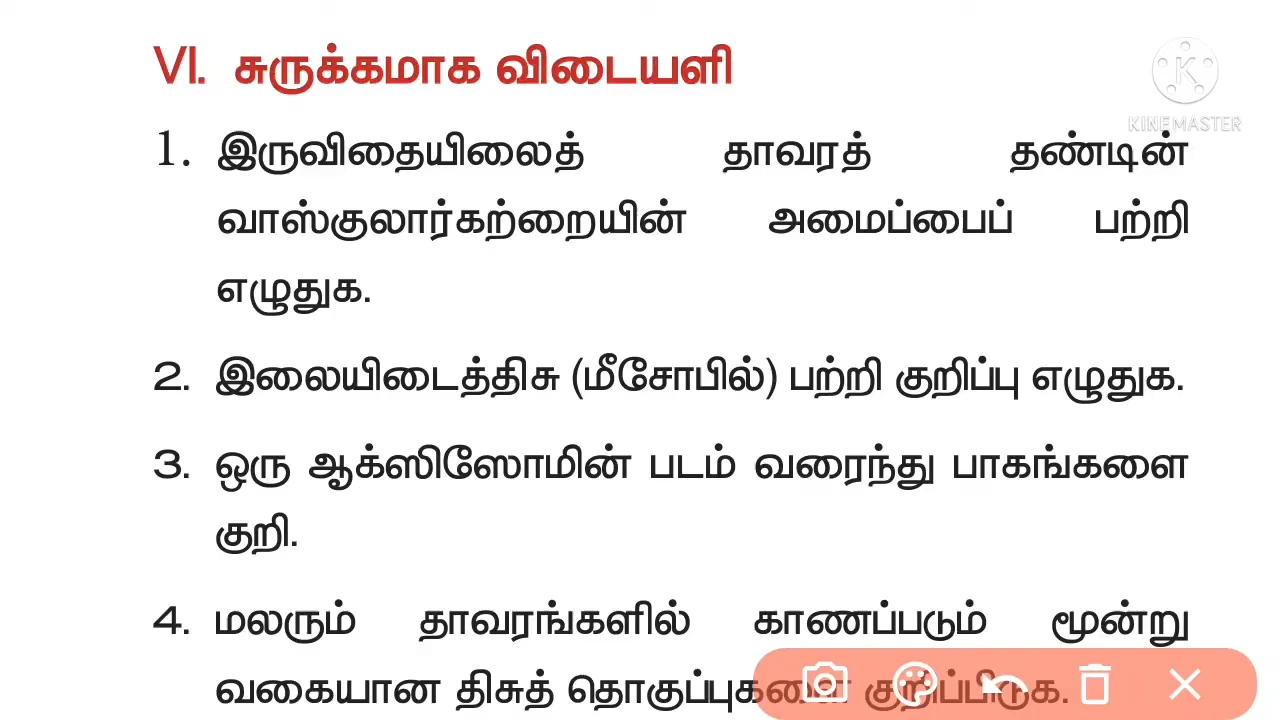 VI. சுருக்கமாக விடையளி
KINEMASTER
1. இருவிதையிலைத் தாவரத் தண்டின்
வாஸ்குலார்கற்றையின் அமைப்பைப் பற்றி
எழுதுக.
2. இலையிடைத்திசு (மீசோபில்) பற்றி குறிப்பு எழுதுக.
3. ஒரு ஆக்ஸிஸோமின் படம் வரைந்து பாகங்களை
குறி.
4. மலரும் தாவரங்களில் காணப்படும் மூன்று
வகையான திசுத் தொகுப்புகளை குறிப்பிடுக.